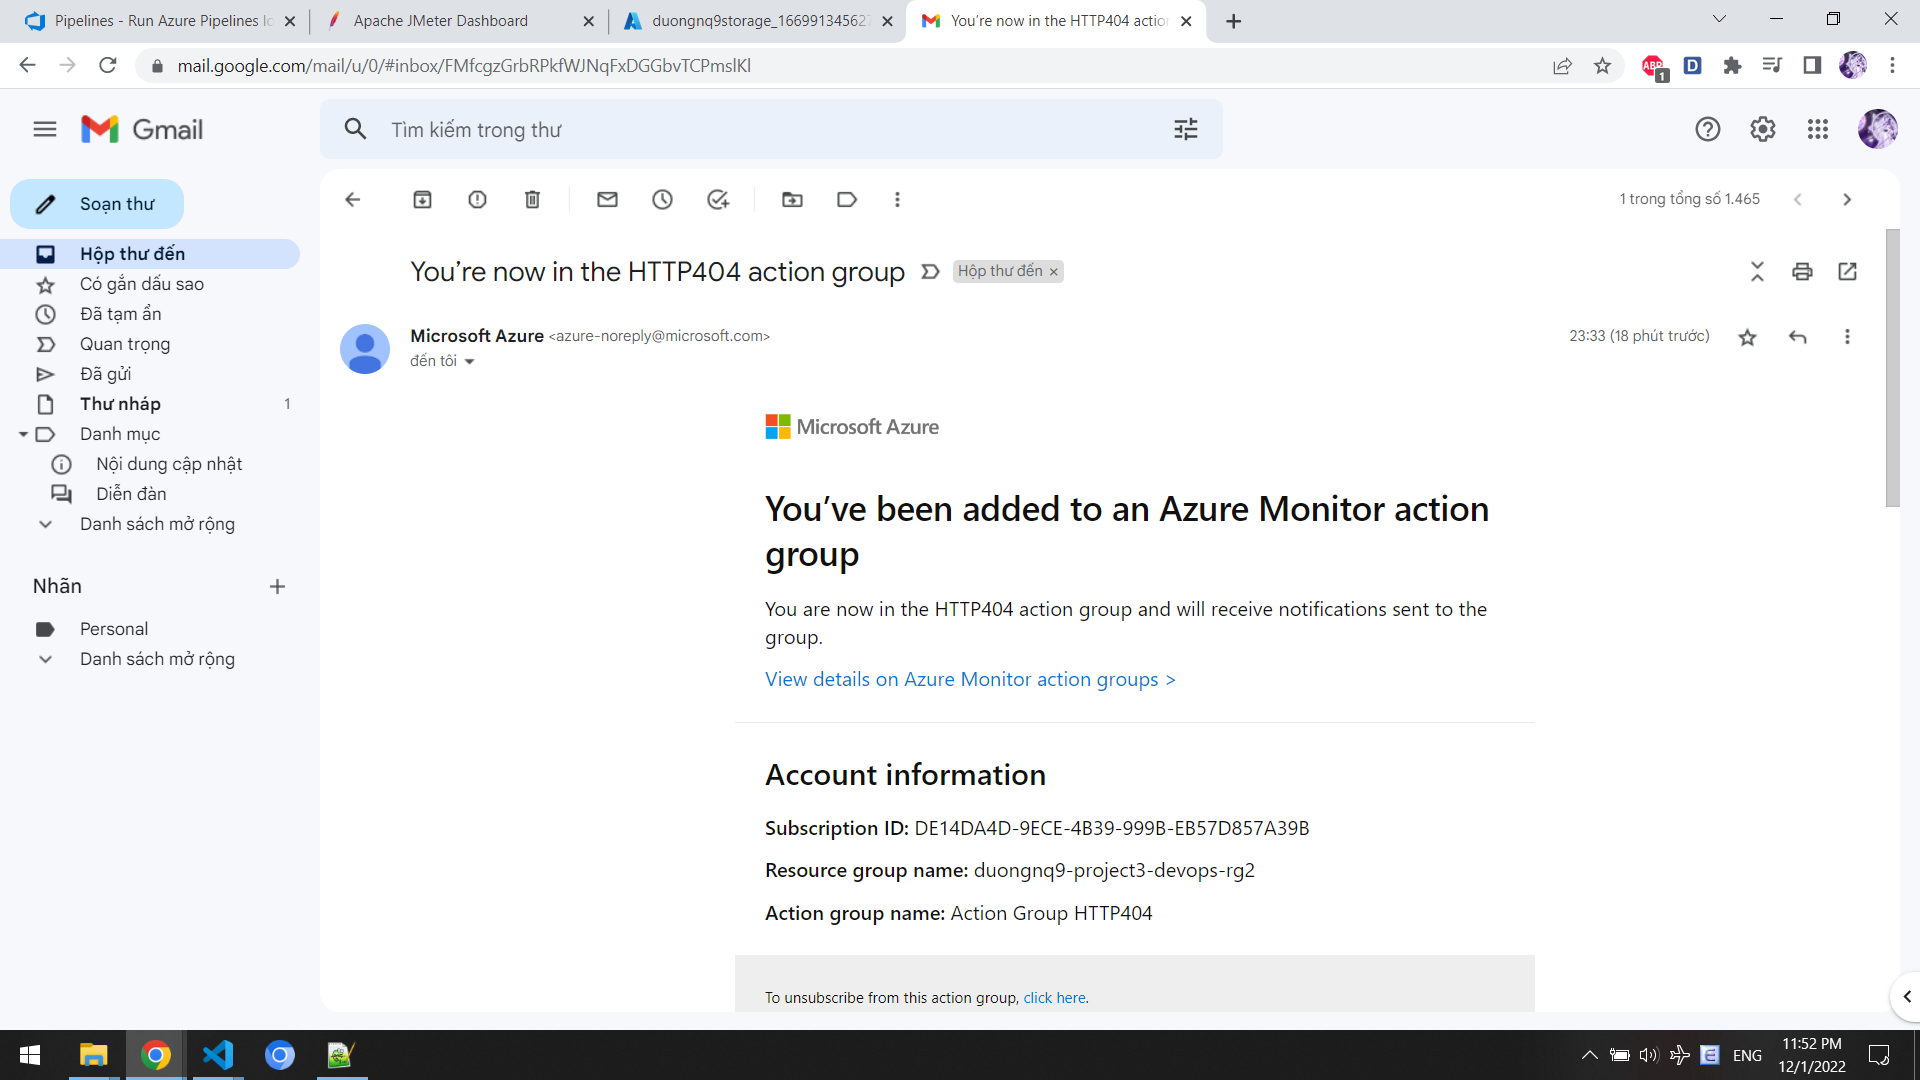 Pipelines - Run Azure Pipelines
Apache JMeter Dashboard
duongnq9storage_166991345627
You're now in the HTTP404 action
mail.google.com/mail/u/0/#inbox/FMfcgzGrbRPkfWJNqFxDGGbvTCPmslKl
ABP
1
D
Gmail
Tìm kiếm trong thư
Soạn thư
1 trong tổng số 1.465
Hộp thư đến
Có gắn dấu sao
Đã tạm ẩn
Quan trọng
Đã gửi
Thư nháp 1
Danh mục
Nội dung cập nhật
Diễn đàn
Danh sách mở rộng
Nhãn
Personal
Danh sách mở rộng
You're now in the HTTP404 action group
Hộp thư đến ×
Microsoft Azure <azure-noreply@microsoft.com>
23:33 (18 phút trước)
đến tôi
Microsoft Azure
You've been added to an Azure Monitor action
group
You are now in the HTTP404 action group and will receive notifications sent to the
group.
View details on Azure Monitor action groups >
Account information
Subscription ID: DE14DA4D-9ECE-4B39-999B-EB57D857A39B
Resource group name: duongnq9-project3-devops-rg2
Action group name: Action Group HTTP404
To unsubscribe from this action group, click here.
ENG
11:52 PM
12/1/2022